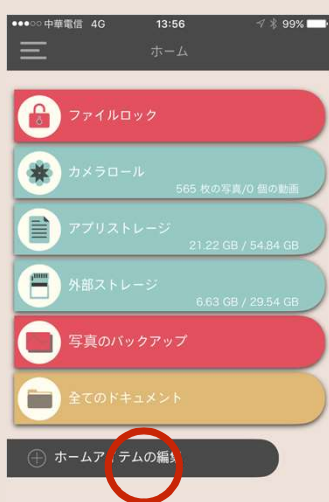 中華電信 4G 13:56 99%
ホーム
ファイルロック
カメラロール
565 枚の写真/0 個の動画
アプリストレージ
21.22 GB / 54.84 GB
外部ストレージ
6.63 GB / 29.54 GB
写真のバックアップ
全てのドキュメント
ホームアイテムの編集